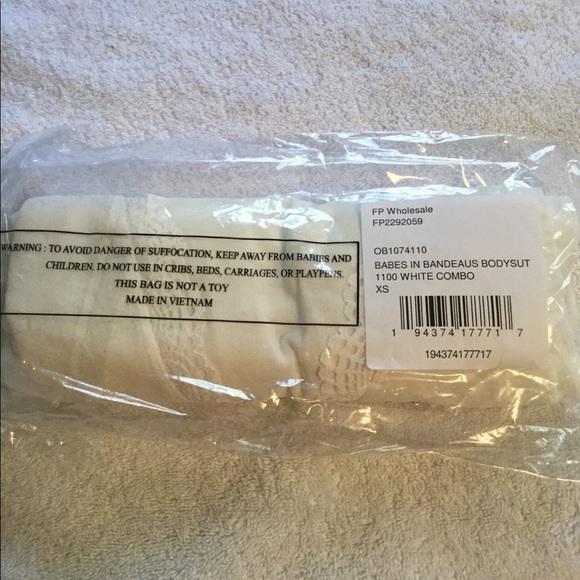 WARNING : TO AVOID DANGER OF SUFFOCATION, KEEP AWAY FROM BABIES AND
CHILDREN. DO NOT USE IN CRIBS, BEDS, CARRIAGES, OR PLAYPENS.
THIS BAG IS NOT A TOY
MADE IN VIETNAM
FP Wholesale
FP2292059
OB1074110
BABES IN BANDEAUS BODYSUT
1100 WHITE COMBO
XS
1 94374 17771 7
194374177717